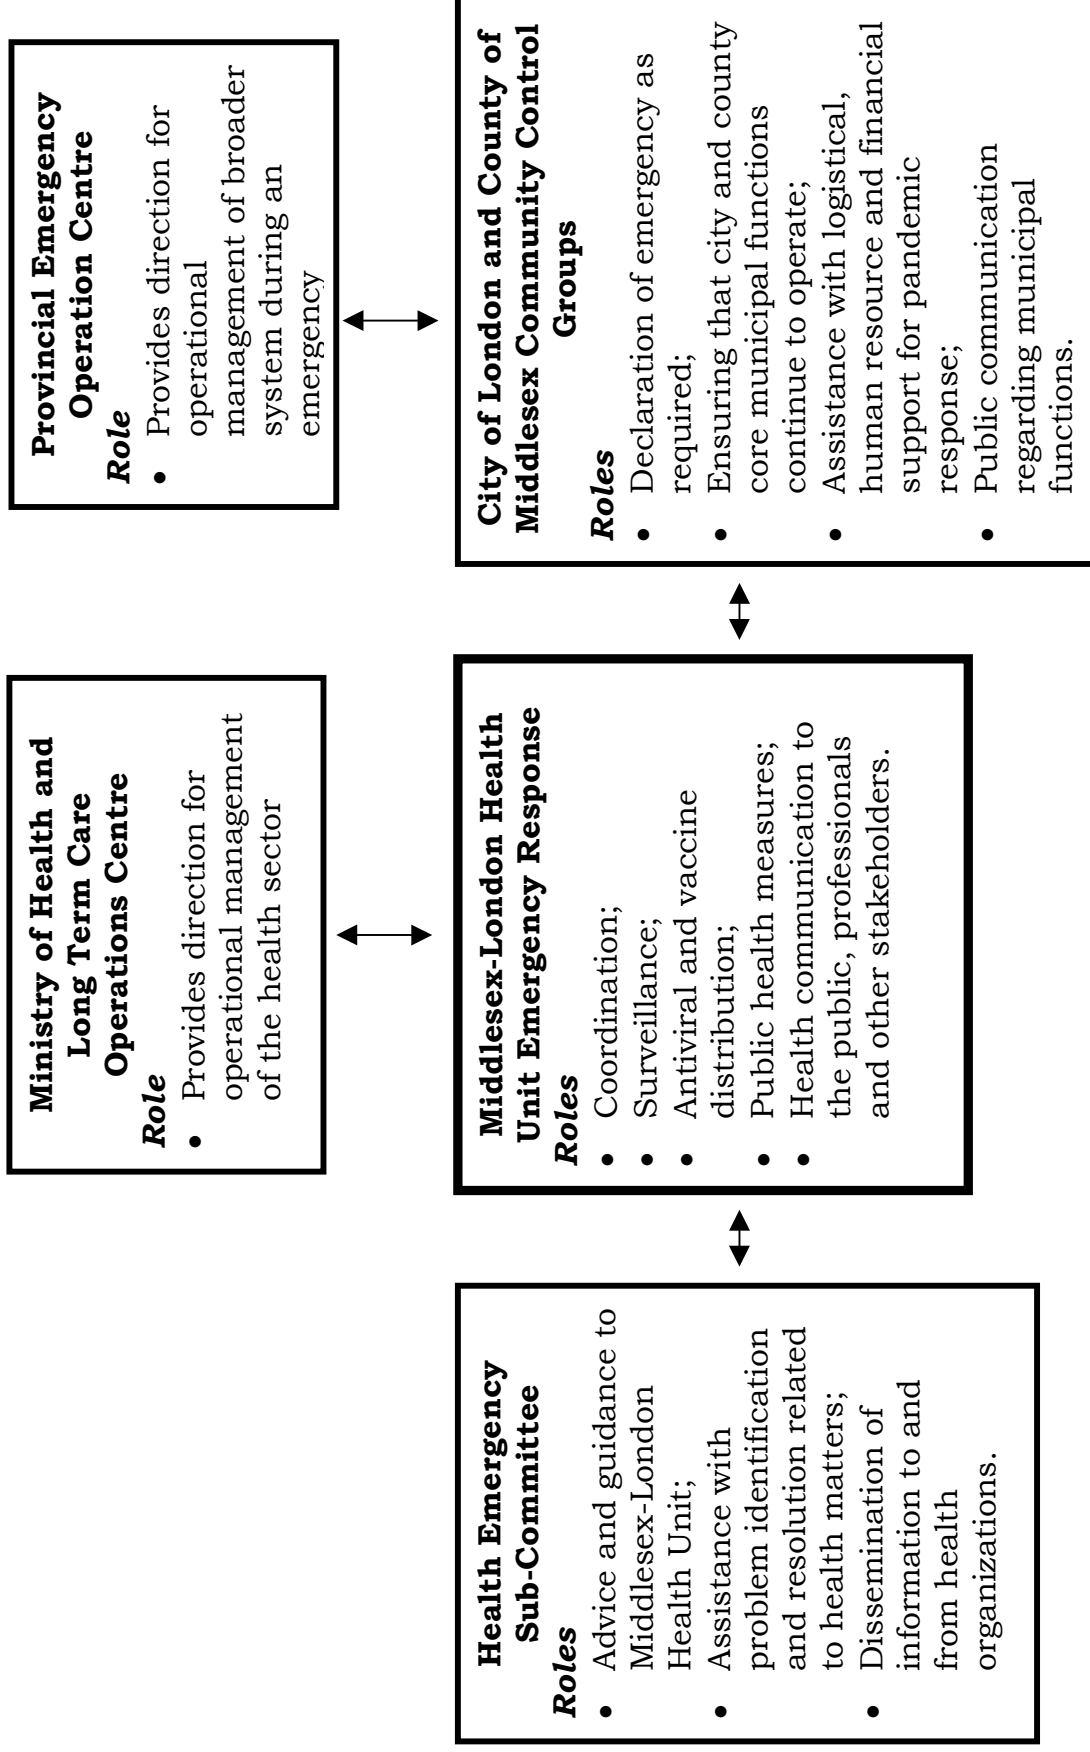 Ministry of Health and
Long Term Care
Operations Centre
Role
• Provides direction for
operational management
of the health sector
Provincial Emergency
Operation Centre
Role
• Provides direction for
operational
management of broader
system during an
emergency
Health Emergency
Sub-Committee
Roles
• Advice and guidance to
Middlesex-London
Health Unit;
• Assistance with
problem identification
and resolution related
to health matters;
• Dissemination of
information to and
from health
organizations.
Middlesex-London Health
Unit Emergency Response
Roles
• Coordination;
• Surveillance;
• Antiviral and vaccine
distribution;
• Public health measures;
• Health communication to
the public, professionals
and other stakeholders.
City of London and County of
Middlesex Community Control
Groups
Roles
• Declaration of emergency as
required;
• Ensuring that city and county
core municipal functions
continue to operate;
• Assistance with logistical,
human resource and financial
support for pandemic
response;
• Public communication
regarding municipal
functions.